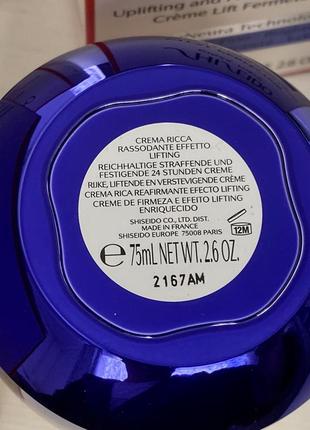 Uplifting and
Crème Lift Fermeté
SHISEIDO
CREMA RICCA
RASSODANTE EFFETTO
LIFTING
REICHHALTIGE STRAFFENDE UND
FESTIGENDE 24 STUNDEN CREME
RIJKE, LIFTENDE EN VERSTEVIGENDE CRÈME
CREMA RICA REAFIRMANTE EFECTO LIFTING
CREME DE FIRMEZA E EFEITO LIFTING
ENRIQUECIDO
SHISEIDO CO., LTD. DIST.
MADE IN FRANCE
SHISEIDO EUROPE 75008 PARIS
12M
℮ 75mL NET WT. 2.6 OZ.
2167AM